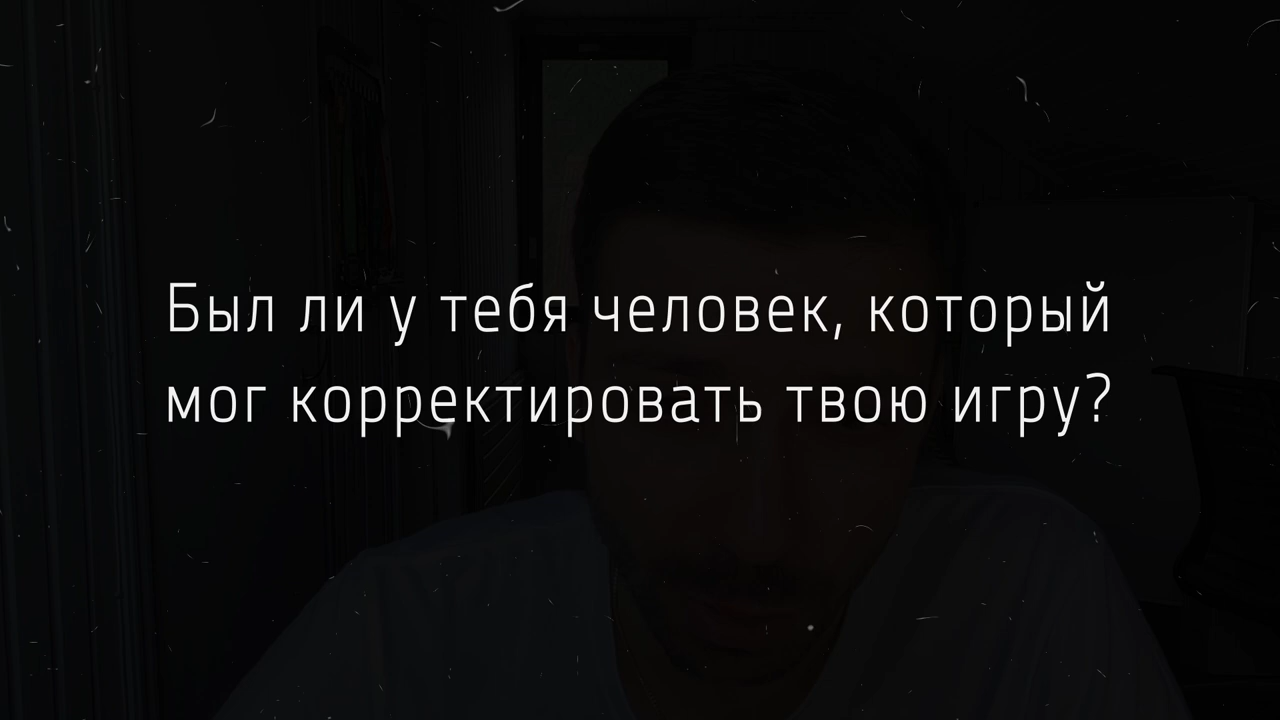 Был ли у тебя человек, который
мог корректировать твою игру?